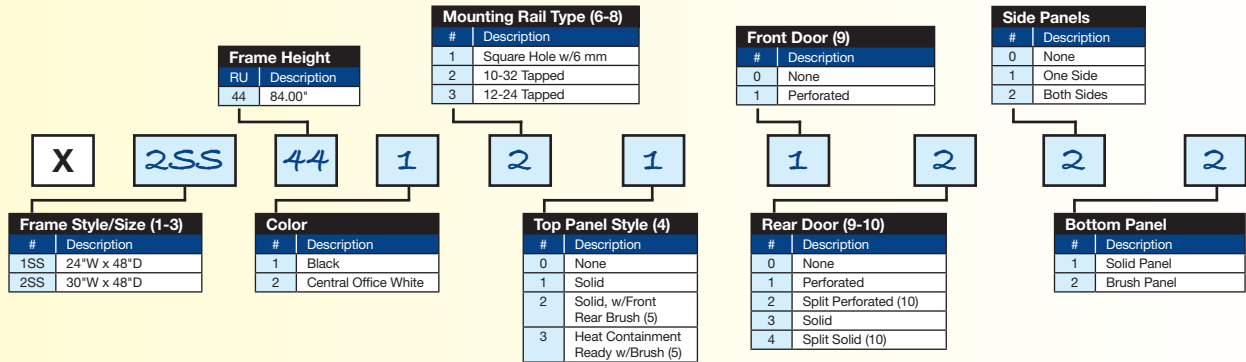 Mounting Rail Type (6-8)
# Description
1 Square Hole w/6 mm
2 10-32 Tapped
3 12-24 Tapped
Side Panels
# Description
0 None
1 One Side
2 Both Sides
Front Door (9)
# Description
0 None
1 Perforated
Frame Height
RU Description
44 84.00"
X 2SS 44 1 2 1 1 2 2 2
Frame Style/Size (1-3)
# Description
1SS 24"W x 48"D
2SS 30"W x 48"D
Color
# Description
1 Black
2 Central Office White
Top Panel Style (4)
# Description
0 None
1 Solid
2 Solid, w/Front
Rear Brush (5)
3 Heat Containment
Ready w/Brush (5)
Rear Door (9-10)
# Description
0 None
1 Perforated
2 Split Perforated (10)
3 Solid
4 Split Solid (10)
Bottom Panel
# Description
1 Solid Panel
2 Brush Panel